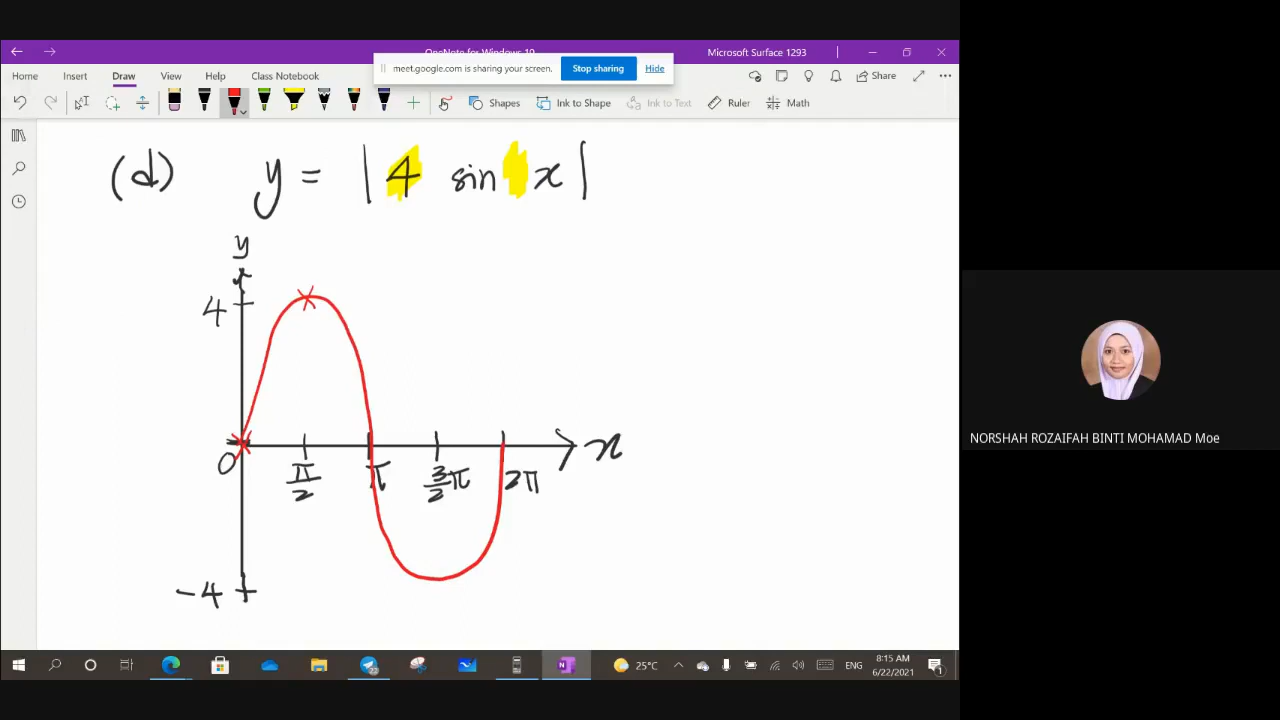 OneNote for Windows 10
Microsoft Surface 1293
meet.google.com is sharing your screen.
Stop sharing
Hide
Home Insert Draw View Help Class Notebook
Share
Shapes Ink to Shape Ink to Text Ruler Math
(d) y = | 4 sin x |
y
4
0 π/2 π 3/2 π 2π x
-4
NORSHAH ROZAIFAH BINTI MOHAMAD Moe
25°C
ENG
8:15 AM
6/22/2021
1